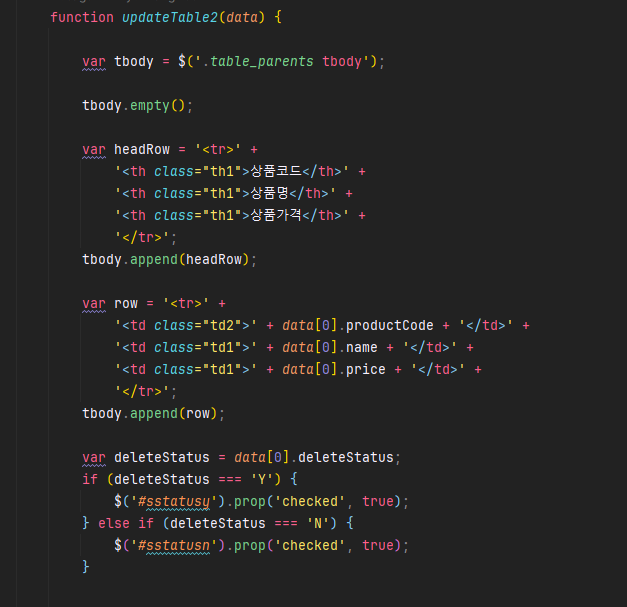 function updateTable2(data) {
var tbody = $('.table_parents tbody');
tbody.empty();
var headRow = '<tr>' +
'<th class="th1">상품코드</th>' +
'<th class="th1">상품명</th>' +
'<th class="th1">상품가격</th>' +
'</tr>';
tbody.append(headRow);
var row = '<tr>' +
'<td class="td2">' + data[0].productCode + '</td>' +
'<td class="td1">' + data[0].name + '</td>' +
'<td class="td1">' + data[0].price + '</td>' +
'</tr>';
tbody.append(row);
var deleteStatus = data[0].deleteStatus;
if (deleteStatus === 'Y') {
$('#sstatusy').prop('checked', true);
} else if (deleteStatus === 'N') {
$('#sstatusn').prop('checked', true);
}